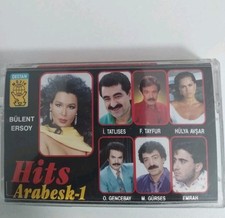 BÜLENT
ERSOY
İ. TATLISES
F. TAYFUR
HÜLYA AVŞAR
Hits
Arabesk-1
O. GENCEBAY
M. GÜRSES
EMRAH